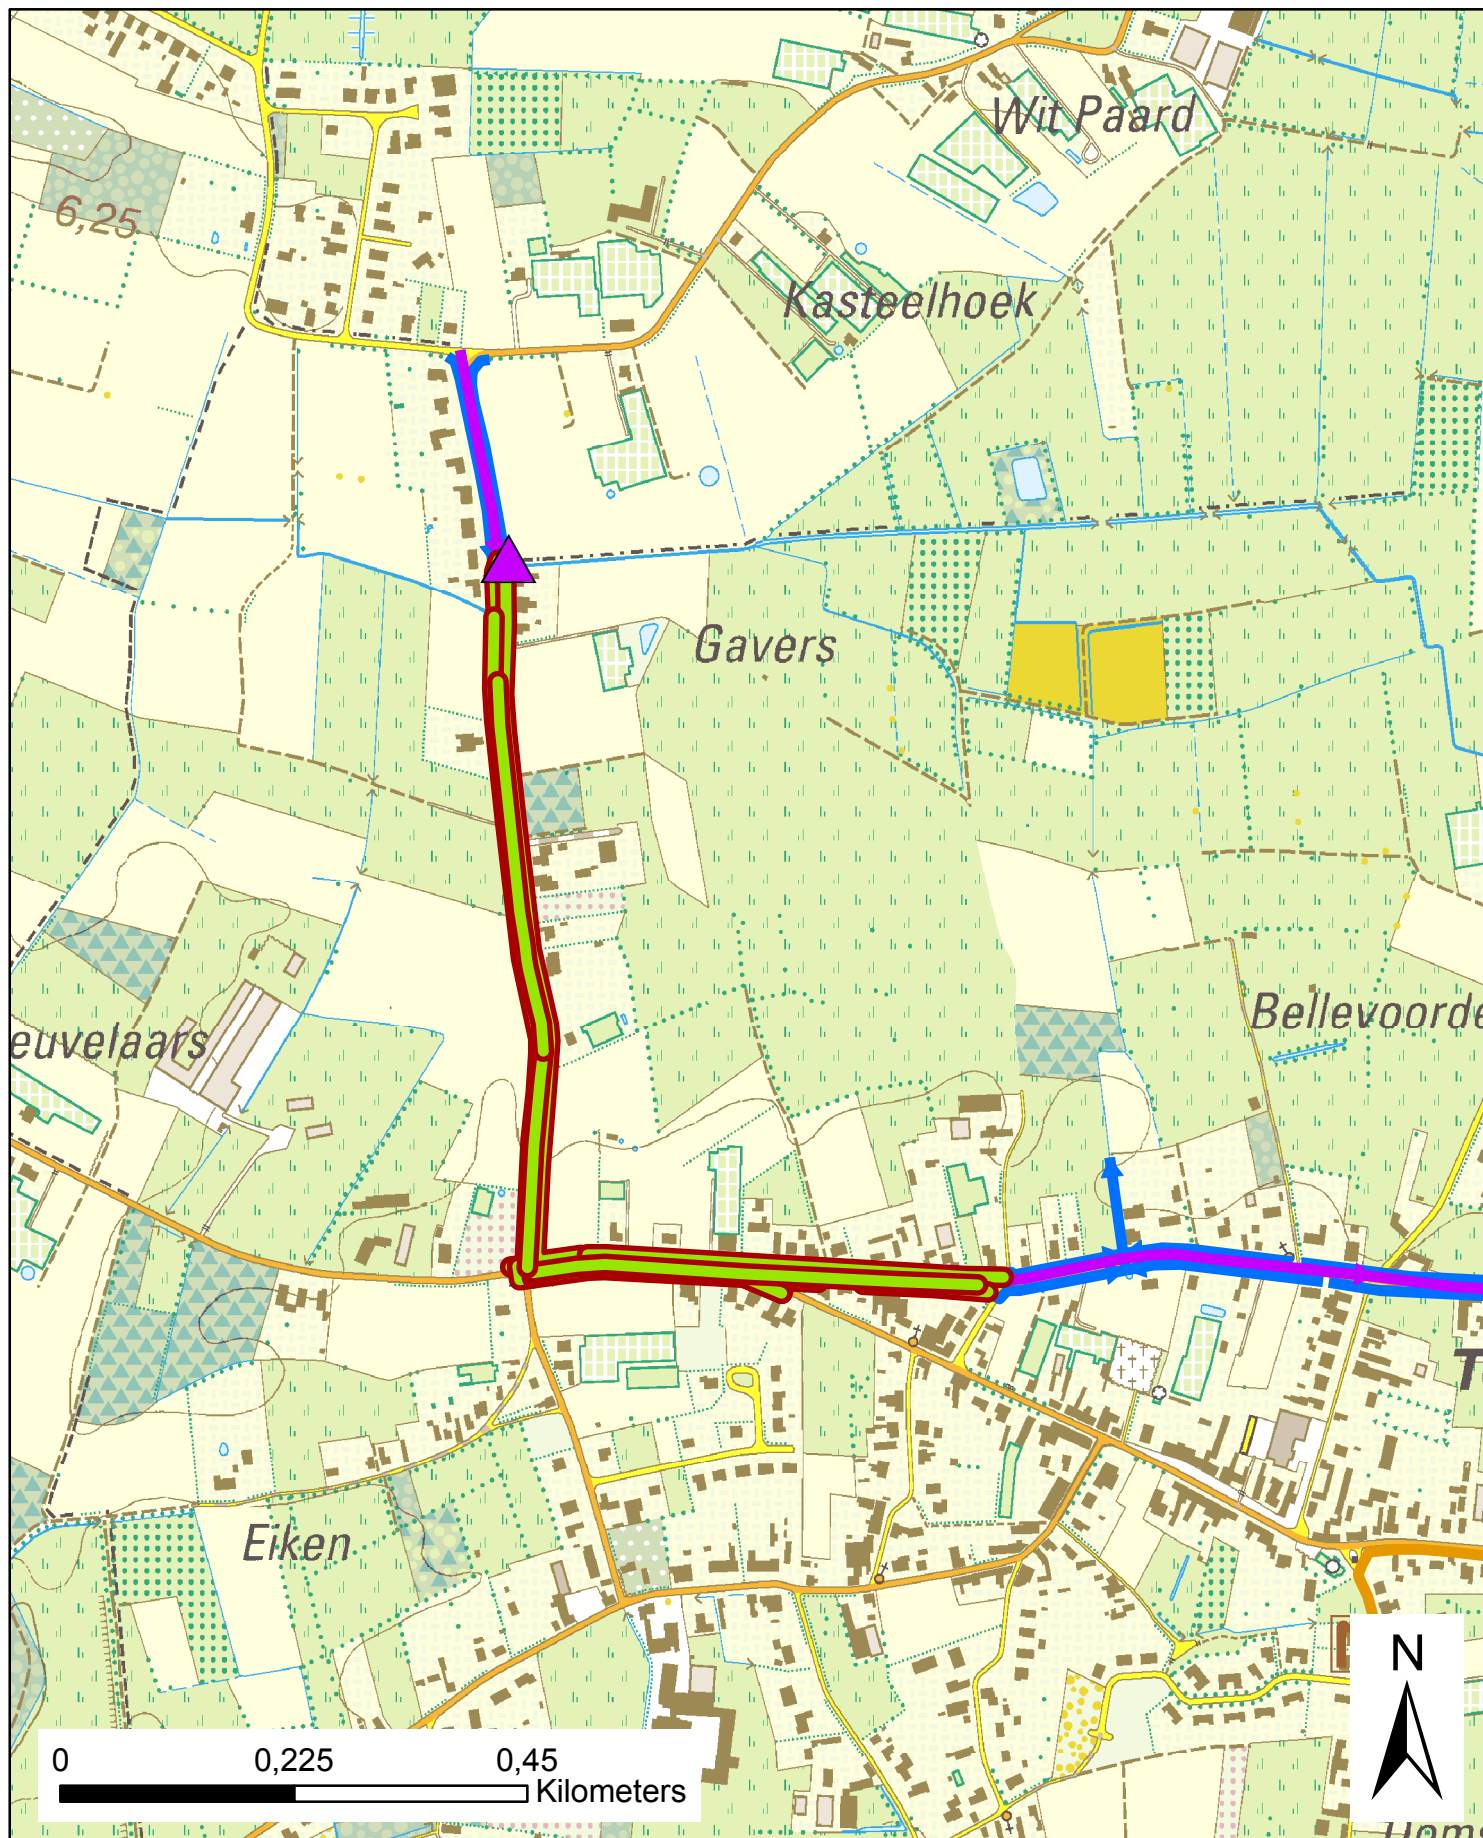 Wit Paard
6,25
Kasteelhoek
Gavers
Bellevoorde
euvelaars
T
Eiken
N
0 0,225 0,45
Kilometers